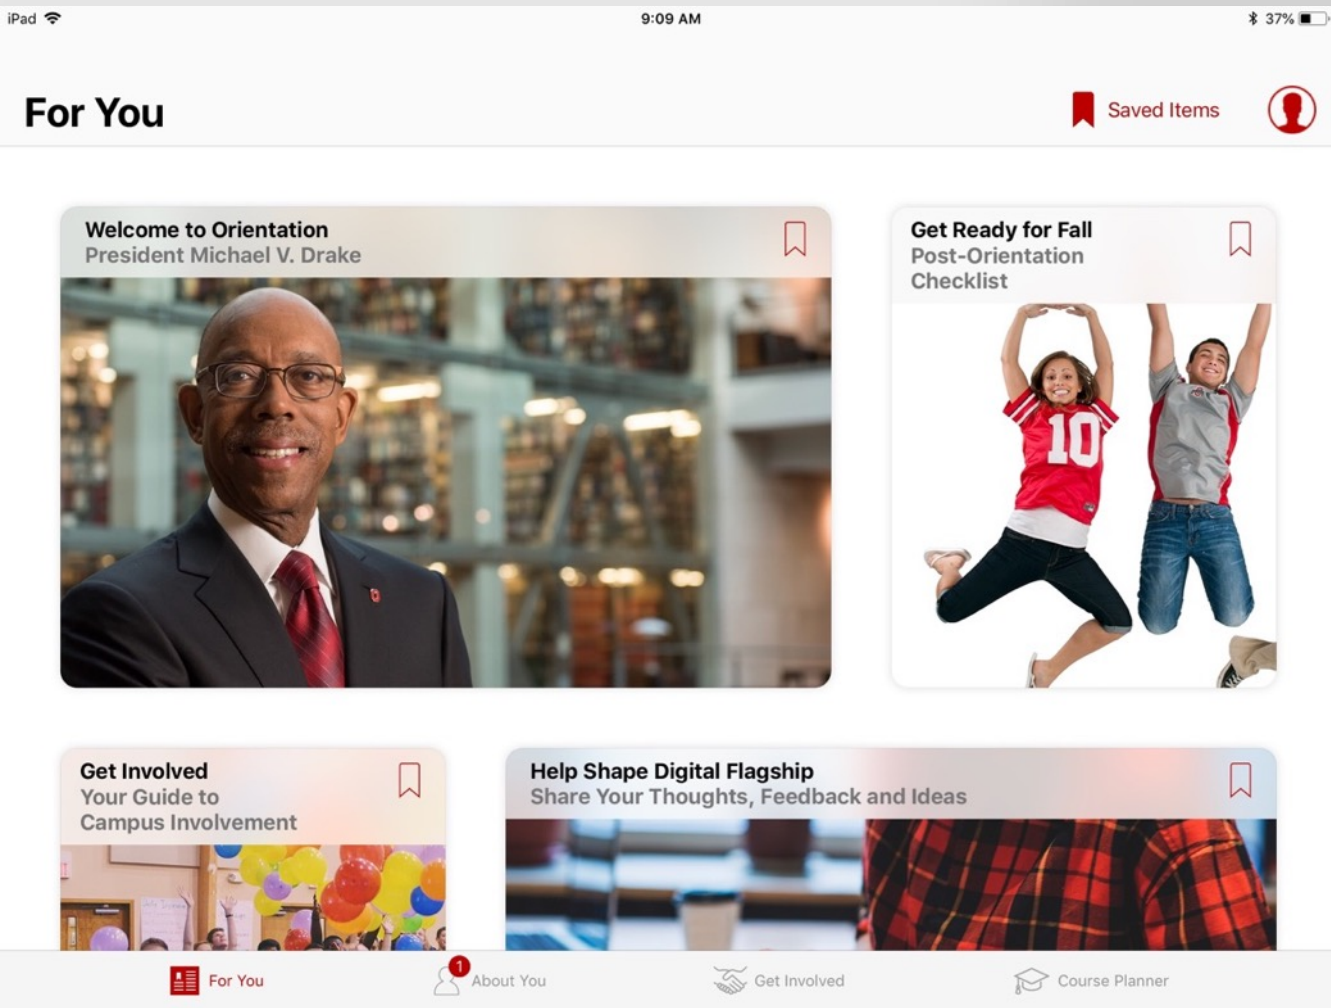 iPad
9:09 AM
37%
For You
Saved Items
Welcome to Orientation
President Michael V. Drake
Get Ready for Fall
Post-Orientation
Checklist
10
Get Involved
Your Guide to
Campus Involvement
Help Shape Digital Flagship
Share Your Thoughts, Feedback and Ideas
For You
1
About You
Get Involved
Course Planner